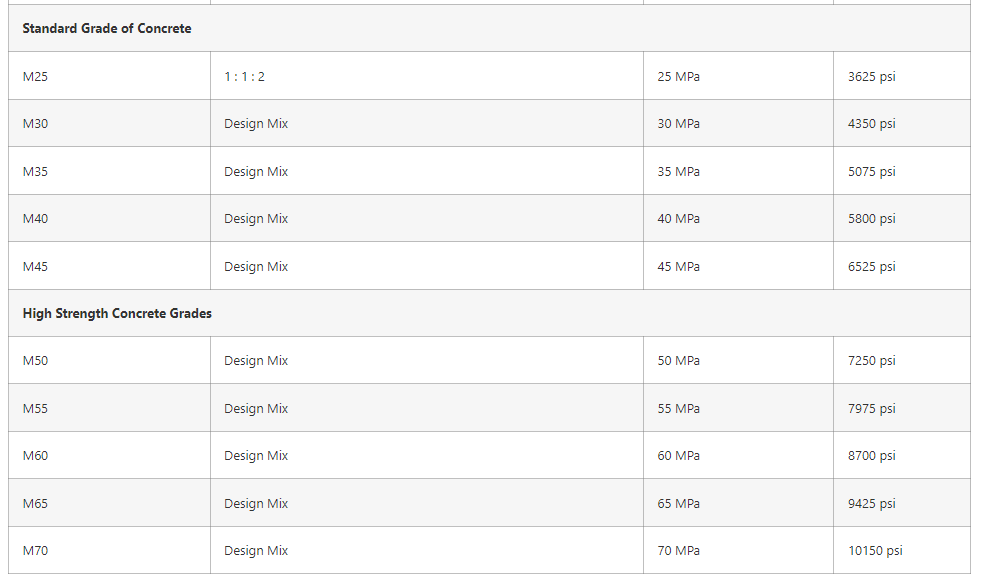 Standard Grade of Concrete
M25 1 : 1 : 2 25 MPa 3625 psi
M30 Design Mix 30 MPa 4350 psi
M35 Design Mix 35 MPa 5075 psi
M40 Design Mix 40 MPa 5800 psi
M45 Design Mix 45 MPa 6525 psi
High Strength Concrete Grades
M50 Design Mix 50 MPa 7250 psi
M55 Design Mix 55 MPa 7975 psi
M60 Design Mix 60 MPa 8700 psi
M65 Design Mix 65 MPa 9425 psi
M70 Design Mix 70 MPa 10150 psi